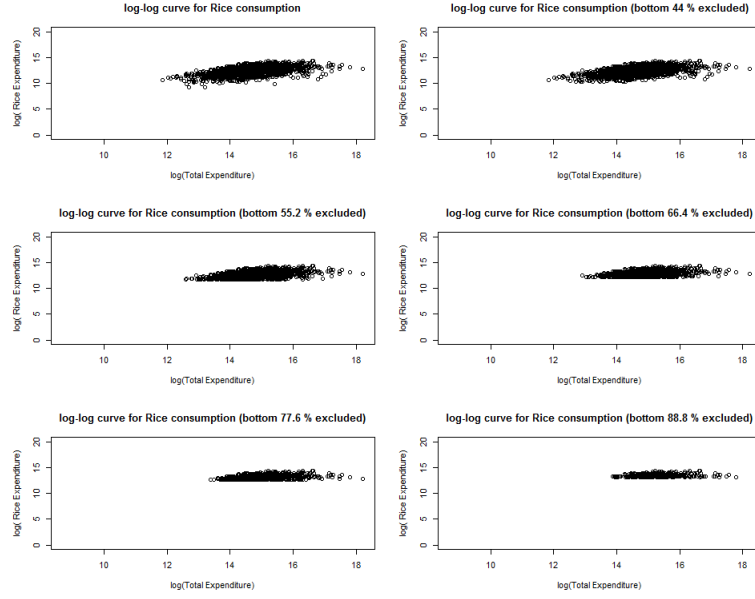 log-log curve for Rice consumption
log( Rice Expenditure)
20
15
10
5
0
10 12 14 16 18
log(Total Expenditure)
log-log curve for Rice consumption (bottom 44 % excluded)
log( Rice Expenditure)
20
15
10
5
0
10 12 14 16 18
log(Total Expenditure)
log-log curve for Rice consumption (bottom 55.2 % excluded)
log( Rice Expenditure)
20
15
10
5
0
10 12 14 16 18
log(Total Expenditure)
log-log curve for Rice consumption (bottom 66.4 % excluded)
log( Rice Expenditure)
20
15
10
5
0
10 12 14 16 18
log(Total Expenditure)
log-log curve for Rice consumption (bottom 77.6 % excluded)
log( Rice Expenditure)
20
15
10
5
0
10 12 14 16 18
log(Total Expenditure)
log-log curve for Rice consumption (bottom 88.8 % excluded)
log( Rice Expenditure)
20
15
10
5
0
10 12 14 16 18
log(Total Expenditure)